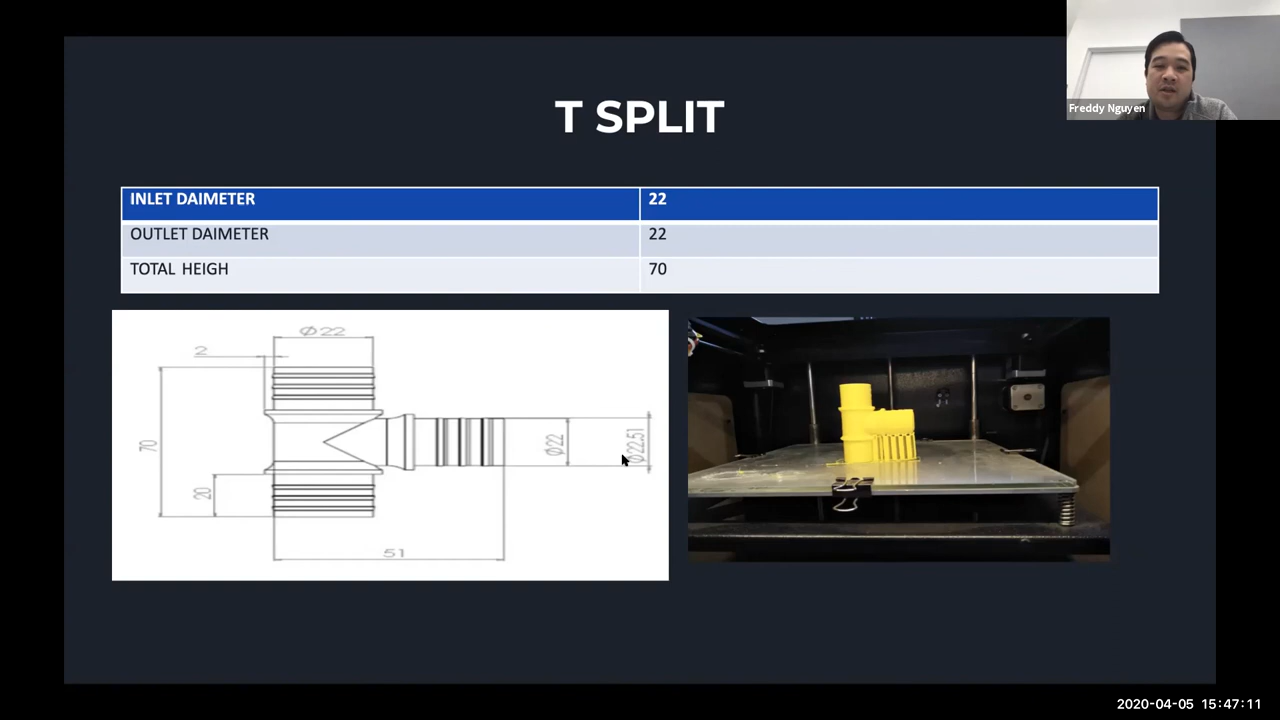 Freddy Nguyen
T SPLIT
INLET DAIMETER 22
OUTLET DAIMETER 22
TOTAL HEIGH 70
Ø22
2
70
20
Ø22
Ø22.51
51
2020-04-05 15:47:11